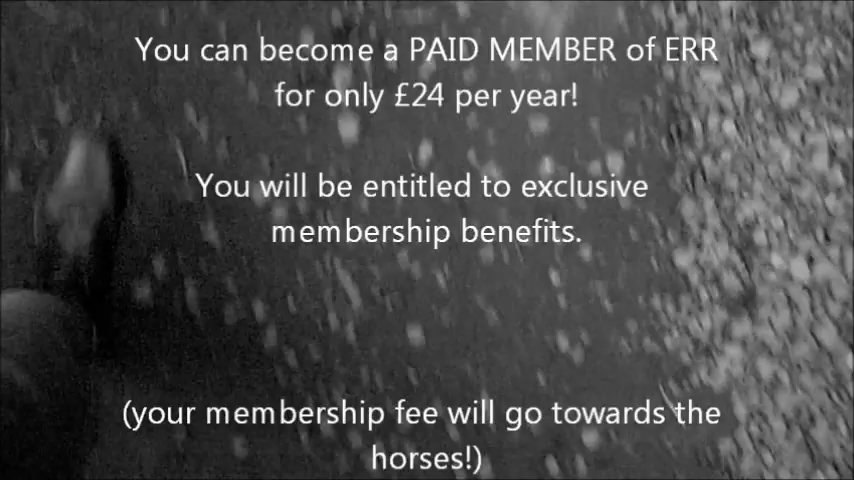 You can become a PAID MEMBER of ERR
for only £24 per year!
You will be entitled to exclusive
membership benefits.
(your membership fee will go towards the
horses!)